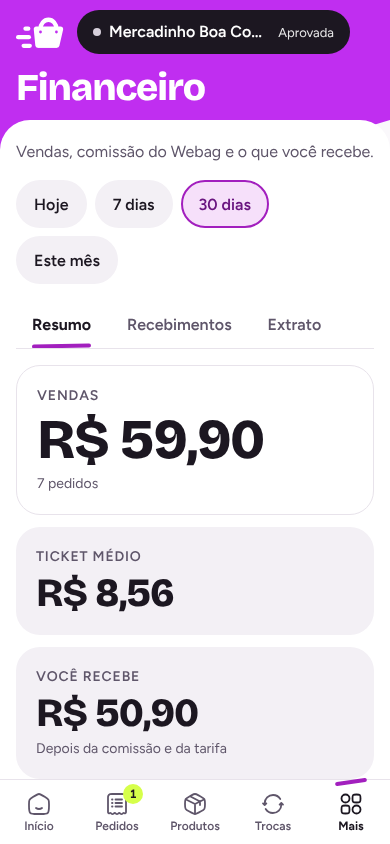 Mercadinho Boa Co... Aprovada
Financeiro
Vendas, comissão do Webag e o que você recebe.
Hoje 7 dias 30 dias
Este mês
Resumo Recebimentos Extrato
VENDAS
R$ 59,90
7 pedidos
TICKET MÉDIO
R$ 8,56
VOCÊ RECEBE
R$ 50,90
Depois da comissão e da tarifa
1
Início Pedidos Produtos Trocas Mais